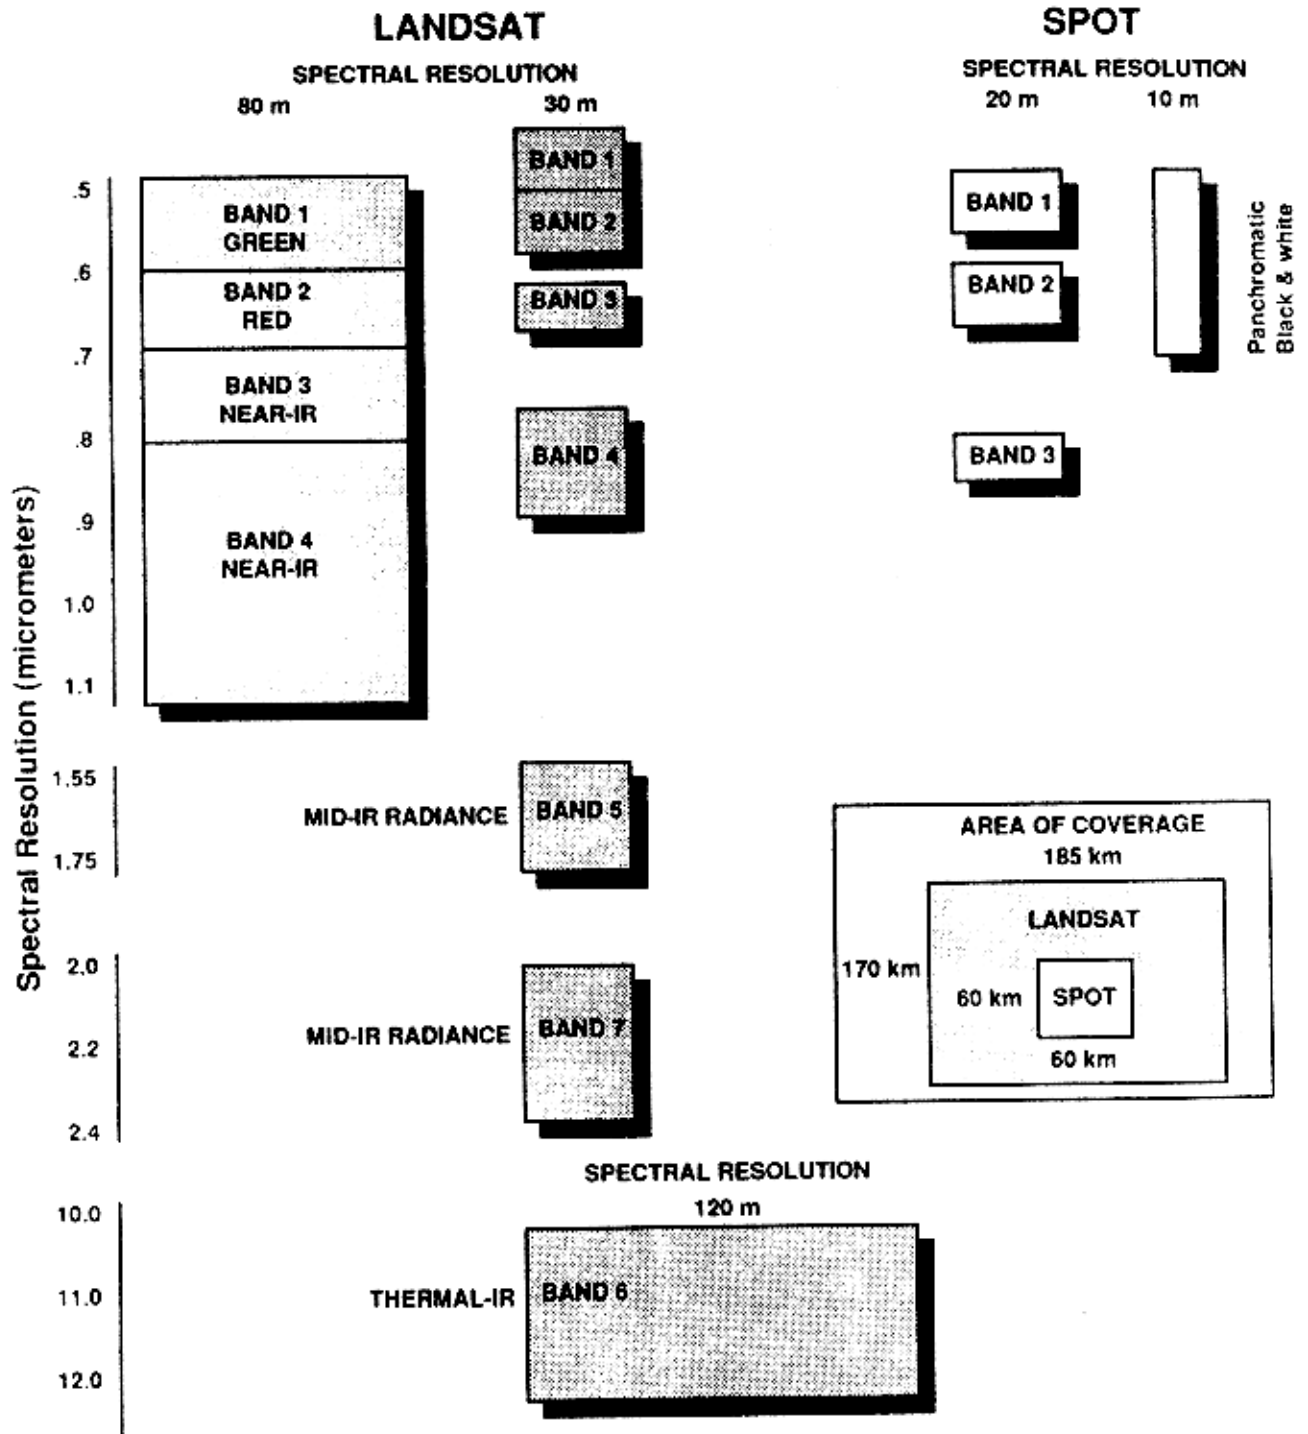 LANDSAT
SPECTRAL RESOLUTION
80 m
30 m
SPOT
SPECTRAL RESOLUTION
20 m
10 m
Spectral Resolution (micrometers)
.5
.6
.7
.8
.9
1.0
1.1
1.55
1.75
2.0
2.2
2.4
10.0
11.0
12.0
BAND 1
GREEN
BAND 2
RED
BAND 3
NEAR-IR
BAND 4
NEAR-IR
BAND 1
BAND 2
BAND 3
BAND 4
MID-IR RADIANCE
BAND 5
MID-IR RADIANCE
BAND 7
SPECTRAL RESOLUTION
120 m
THERMAL-IR
BAND 6
BAND 1
BAND 2
BAND 3
Panchromatic
Black & white
AREA OF COVERAGE
185 km
LANDSAT
170 km
60 km
SPOT
60 km